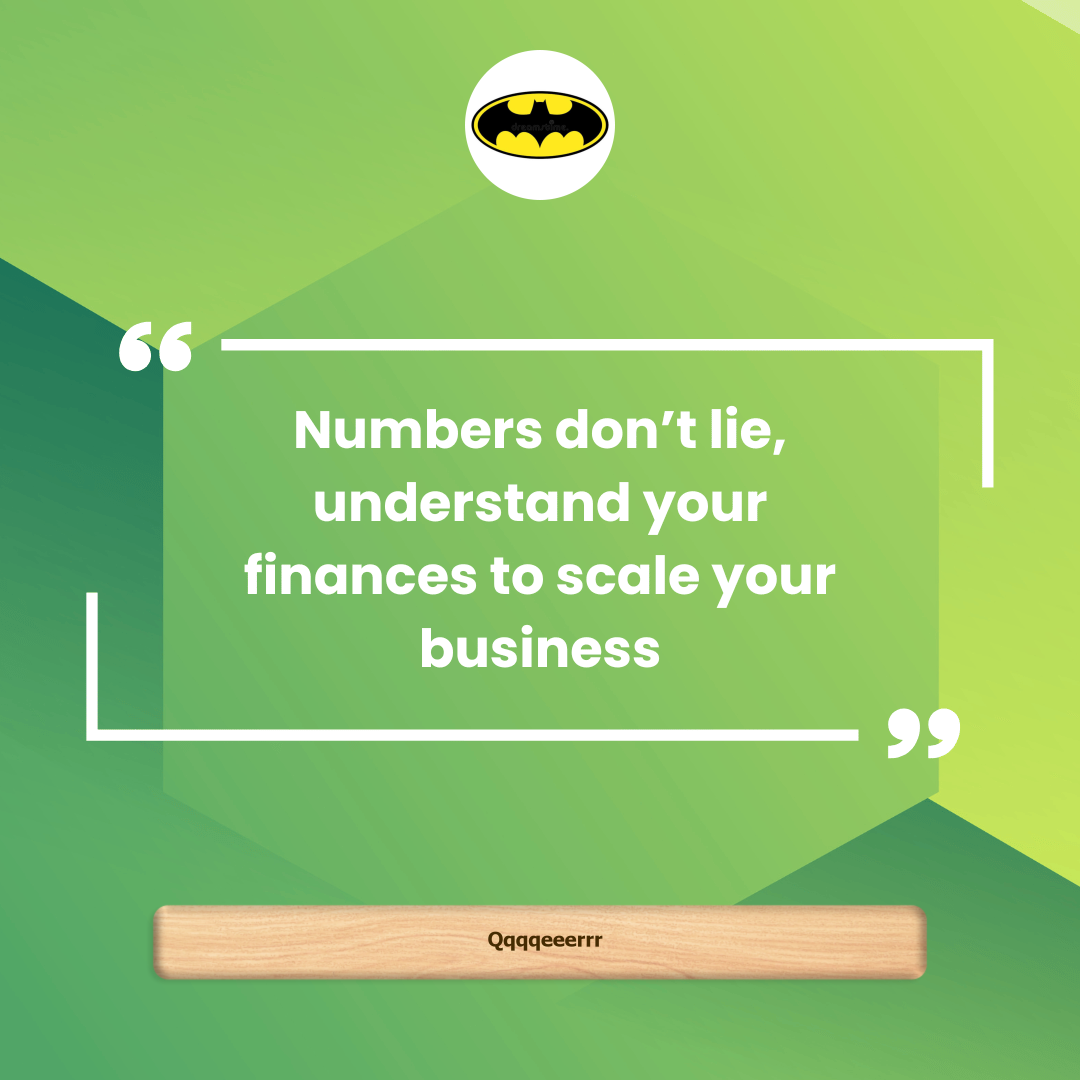 Numbers don’t lie,
understand your
finances to scale your
business
Qqqqeeerrr